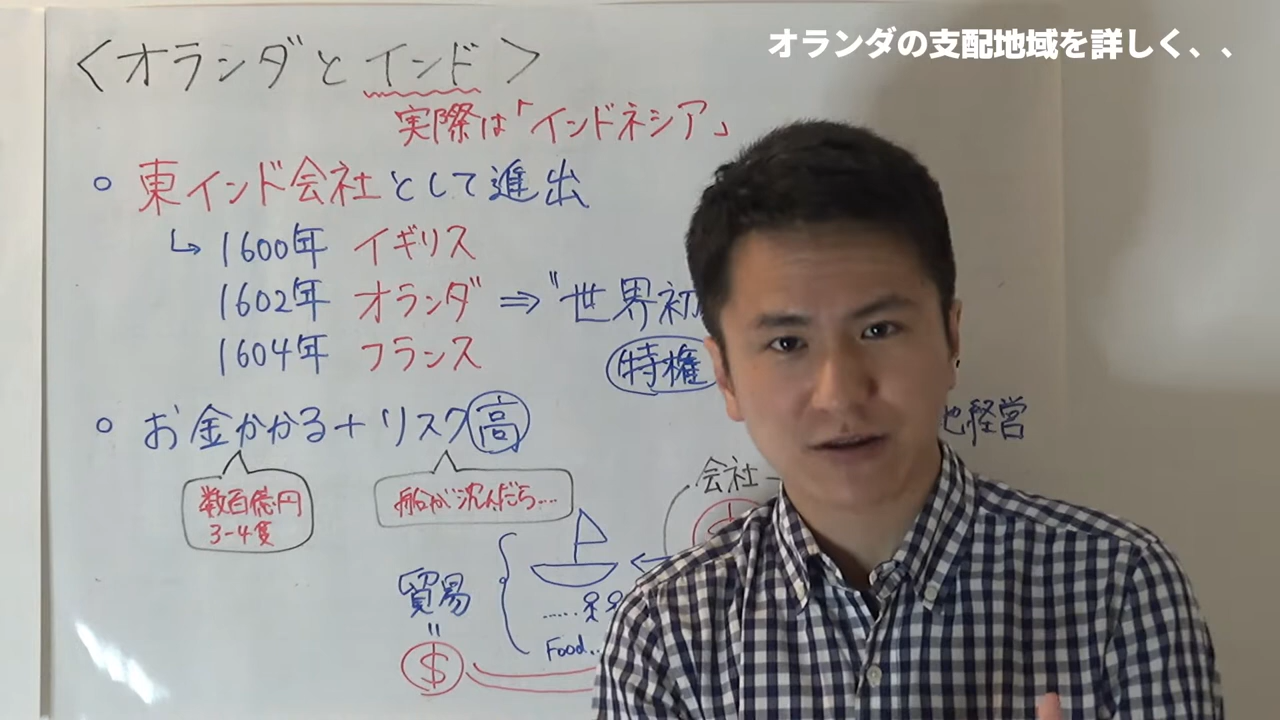 オランダの支配地域を詳しく、、
<オランダとインド>
実際は「インドネシア」
○ 東インド会社として進出
↳ 1600年 イギリス
1602年 オランダ ⇒ "世界初
1604年 フランス
特権
地経営
○ お金かかる+リスク高
数百億円
3-4隻
船が沈んだら…
会社
貿易
=
$
......
Food..